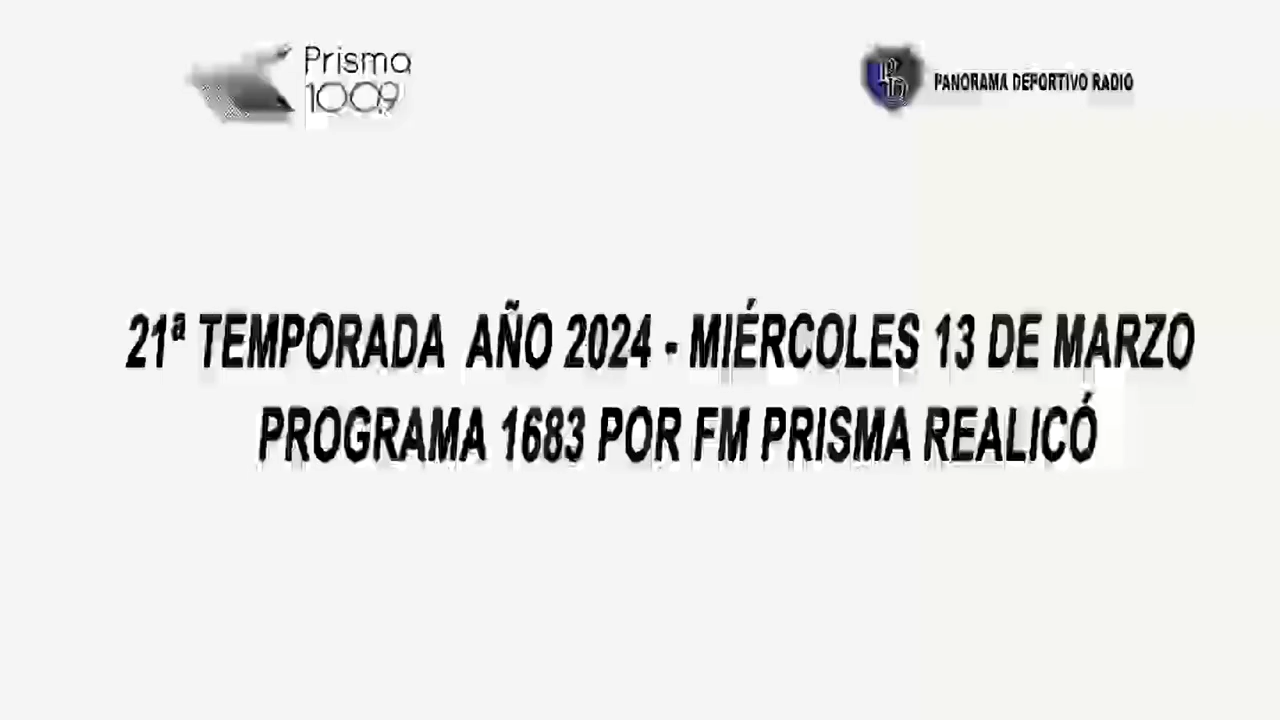 Prisma
100.9
PANORAMA DEPORTIVO RADIO
21ª TEMPORADA AÑO 2024 - MIÉRCOLES 13 DE MARZO
PROGRAMA 1683 POR FM PRISMA REALICÓ